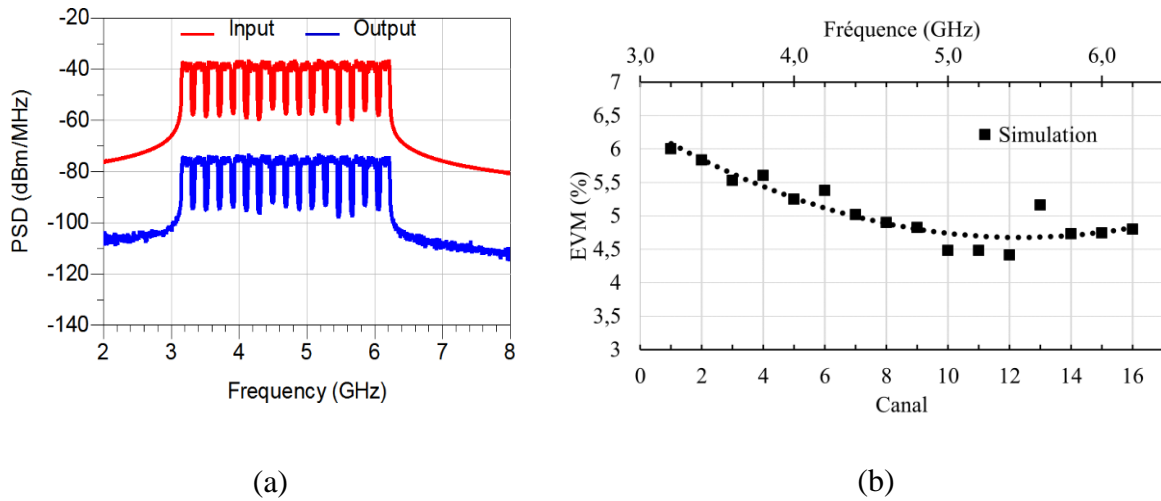 -20
-40
-60
-80
-100
-120
-140
PSD (dBm/MHz)
Input Output
2 3 4 5 6 7 8
Frequency (GHz)
(a)
Fréquence (GHz)
3,0 4,0 5,0 6,0
7
6,5
6
5,5
5
4,5
4
3,5
3
EVM (%)
Simulation
0 2 4 6 8 10 12 14 16
Canal
(b)